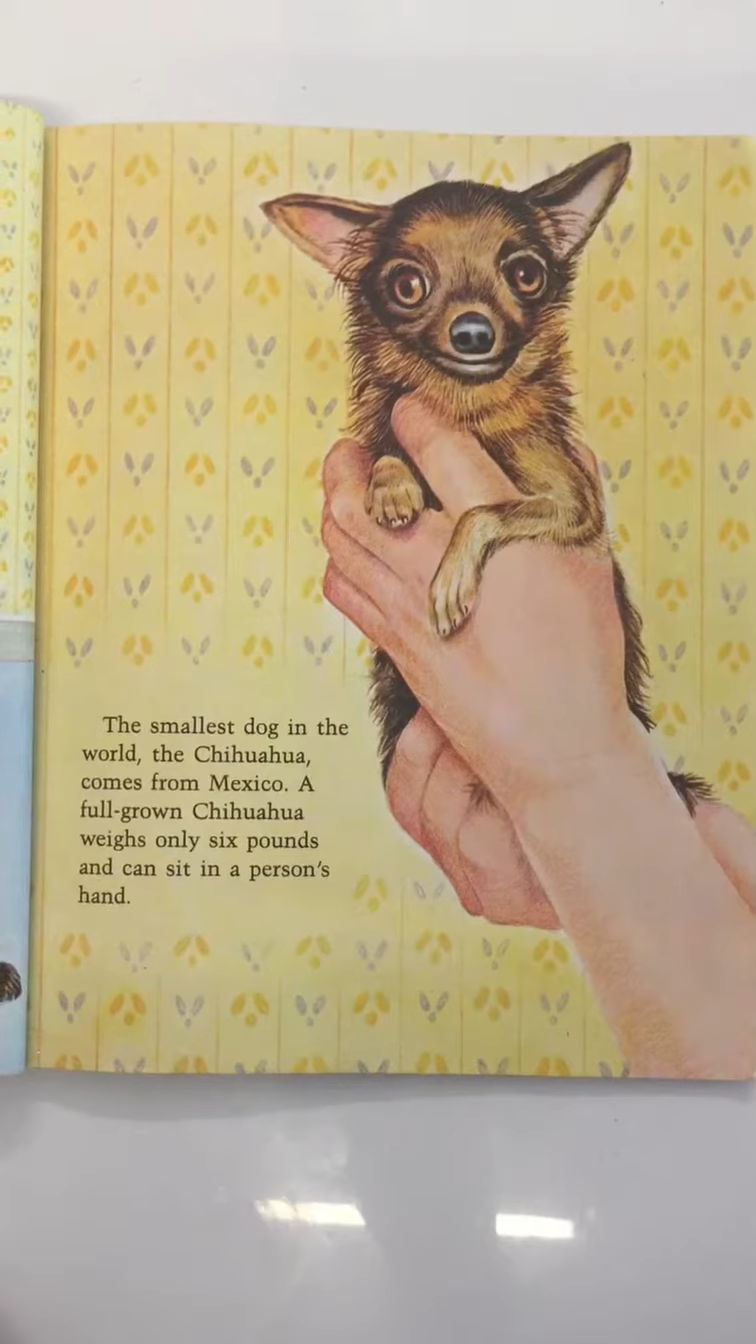 The smallest dog in the
world, the Chihuahua,
comes from Mexico. A
full-grown Chihuahua
weighs only six pounds
and can sit in a person's
hand.